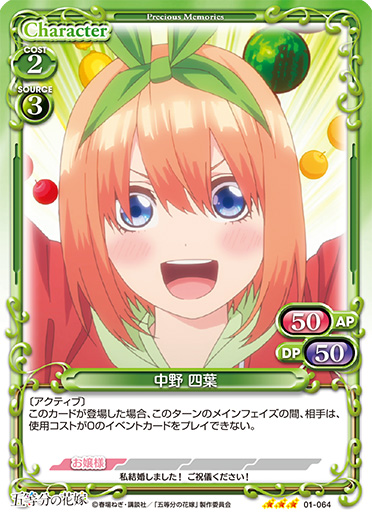 Precious Memories
Character
COST
2
SOURCE
3
50 AP
DP 50
中野 四葉
〔アクティブ〕
このカードが登場した場合、このターンのメインフェイズの間、相手は、
使用コストが0のイベントカードをプレイできない。
お嬢様
私結婚しました！ ご祝儀ください！
五等分の花嫁
©春場ねぎ・講談社／「五等分の花嫁」製作委員会
01-064